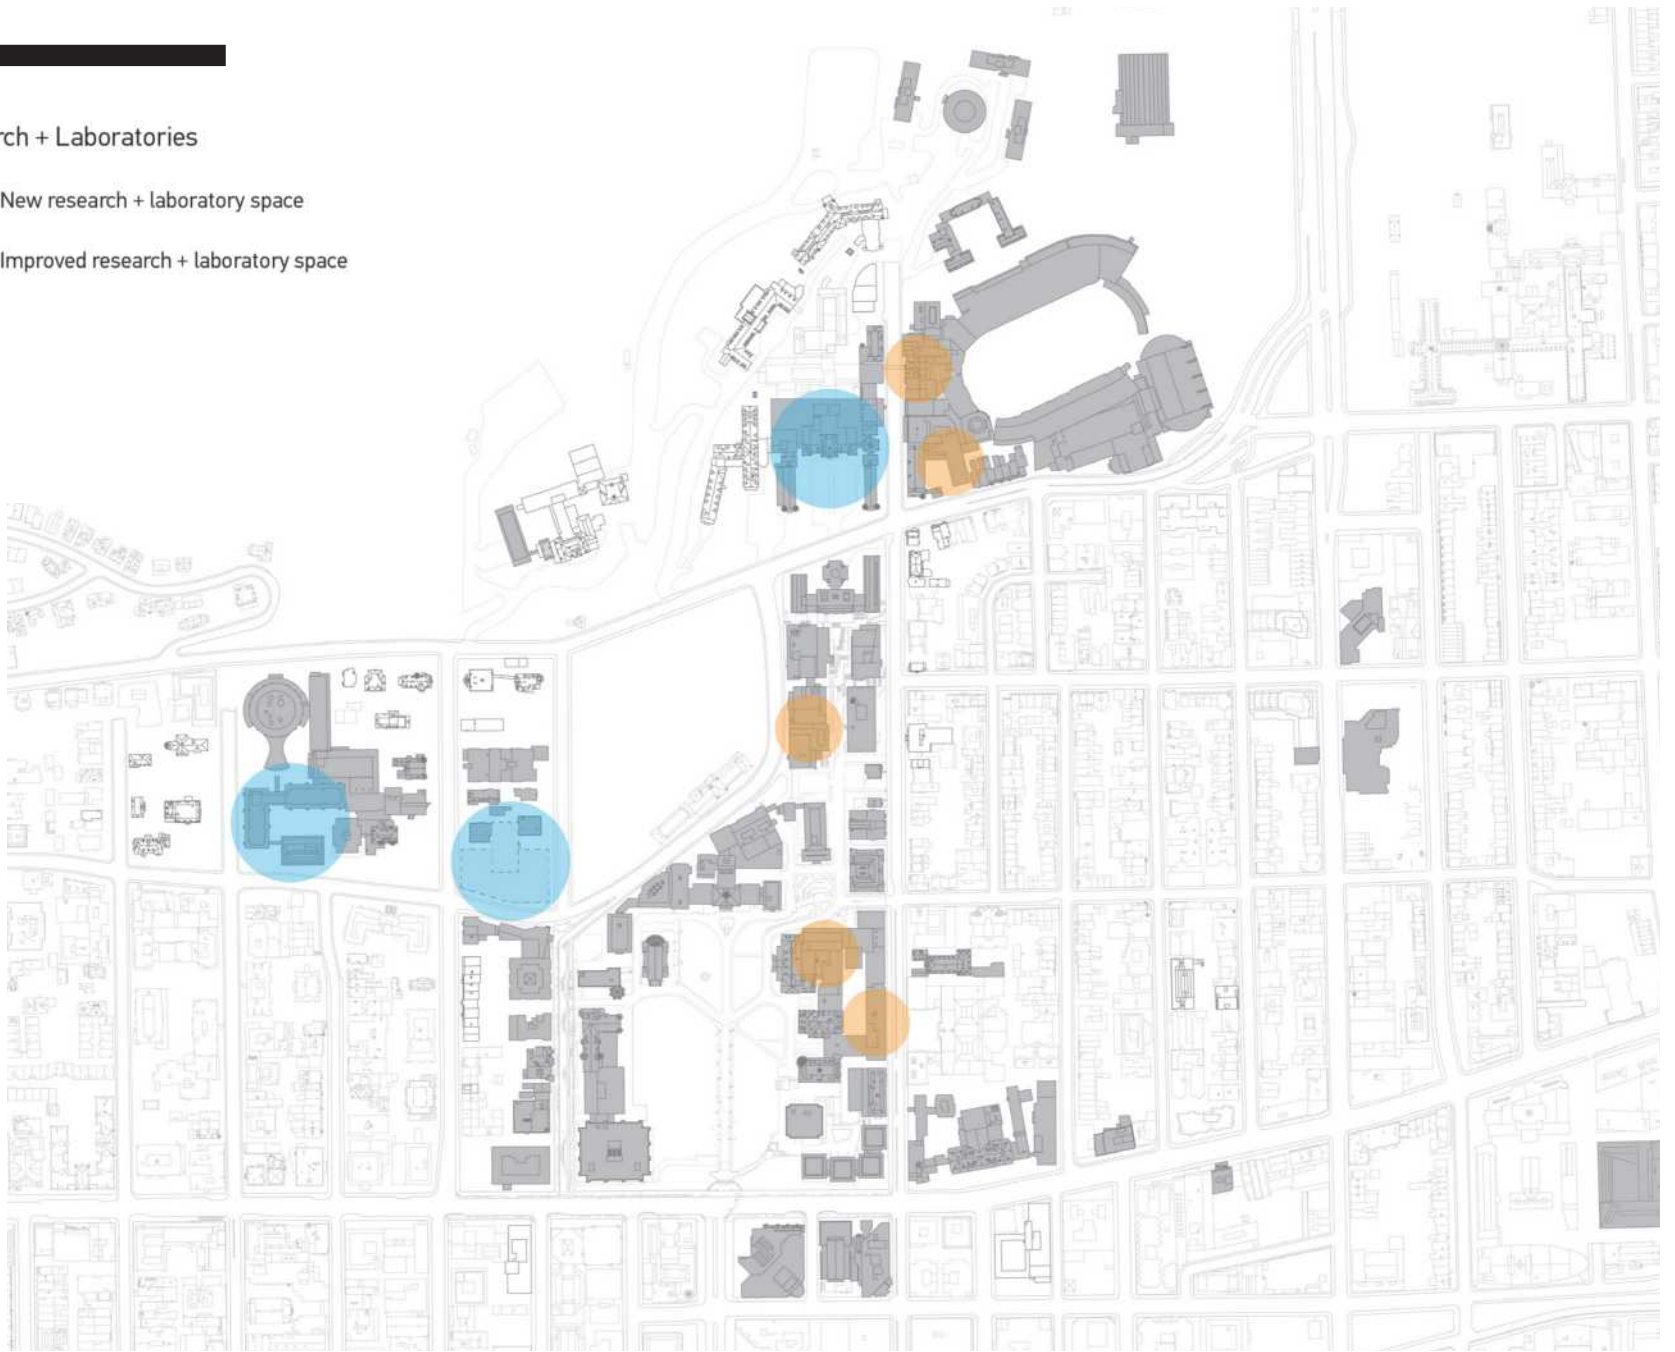 rch + Laboratories
New research + laboratory space
Improved research + laboratory space